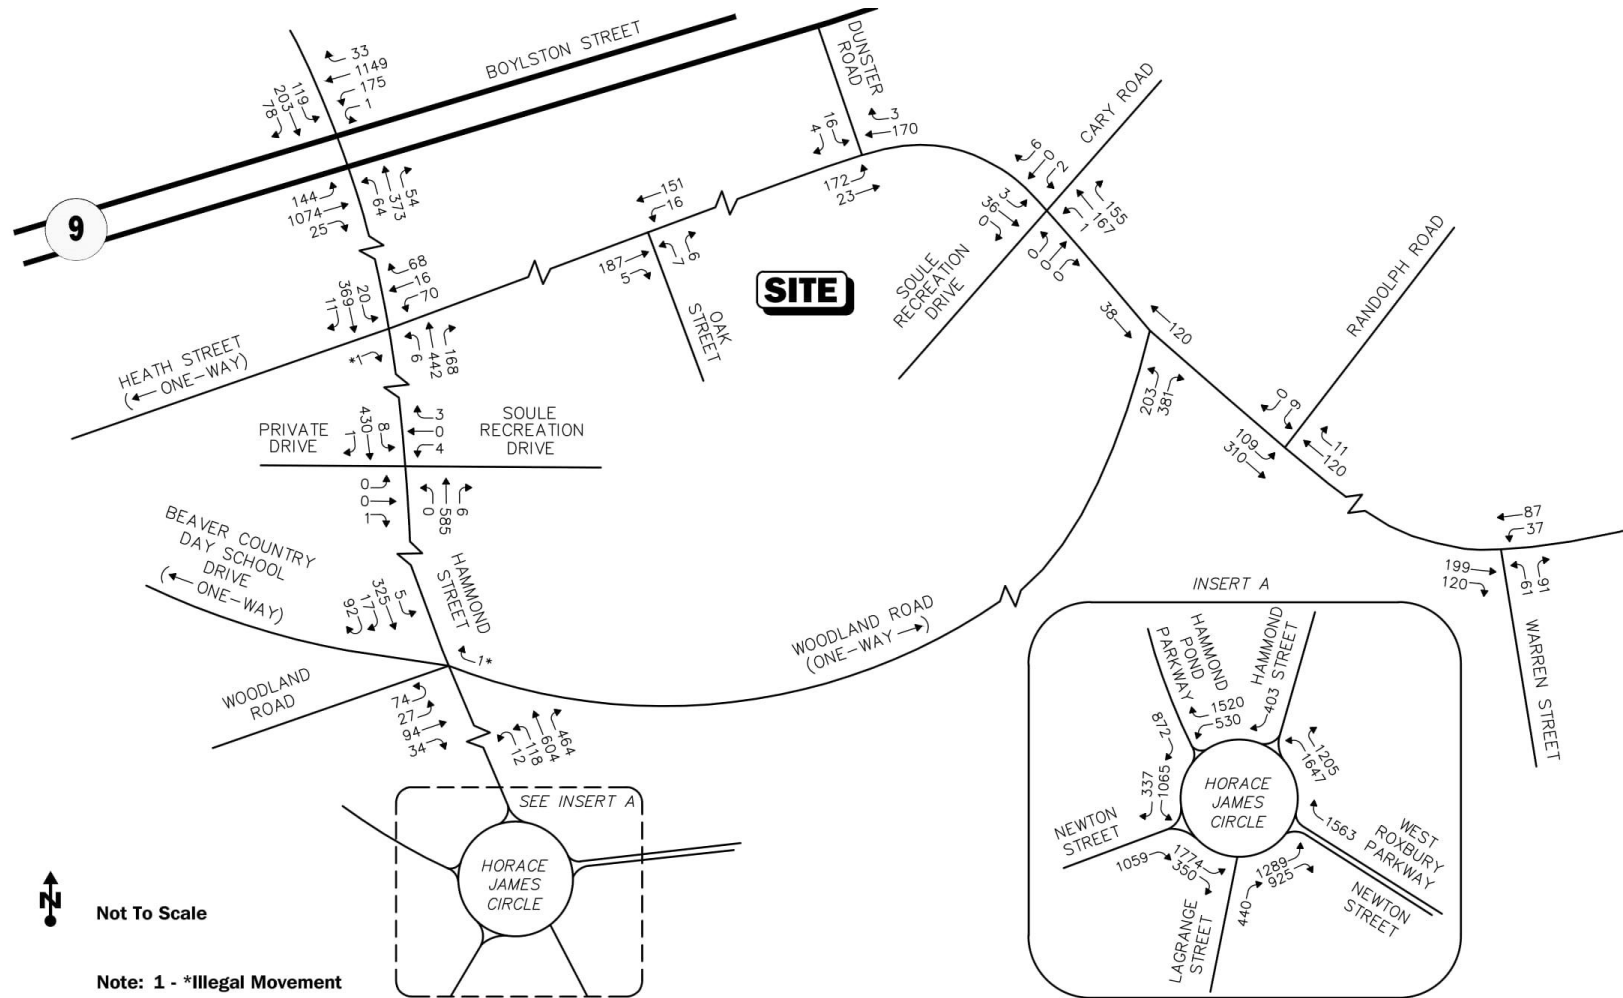 33
1149
175
1
119
203
78
BOYLSTON STREET
DUNSTER
ROAD
CARY ROAD
144
1074
25
64
373
54
9
16
4
3
170
172
23
6
0
2
3
36
0
155
167
1
0
0
0
SOULE
RECREATION
DRIVE
RANDOLPH ROAD
151
16
187
5
7
6
OAK
STREET
SITE
68
16
70
20
369
11
*1
6
442
168
HEATH STREET
(← ONE-WAY)
38
120
203
381
0
9
109
310
11
120
PRIVATE
DRIVE
SOULE
RECREATION
DRIVE
8
430
1
3
0
4
0
0
1
0
585
6
87
37
199
120
61
91
WARREN STREET
BEAVER COUNTRY
DAY SCHOOL
DRIVE
(← ONE-WAY)
HAMMOND
STREET
5
325
17
92
1*
WOODLAND
ROAD
74
27
94
34
12
118
604
464
WOODLAND ROAD
(ONE-WAY →)
INSERT A
HAMMOND
POND
PARKWAY
HAMMOND
STREET
1520
530
403
872
1205
1647
337
1065
HORACE
JAMES
CIRCLE
1563
NEWTON
STREET
WEST
ROXBURY
PARKWAY
1059
1774
350
1289
925
440
NEWTON
STREET
LAGRANGE
STREET
SEE INSERT A
HORACE
JAMES
CIRCLE
N
Not To Scale
Note: 1 - *Illegal Movement